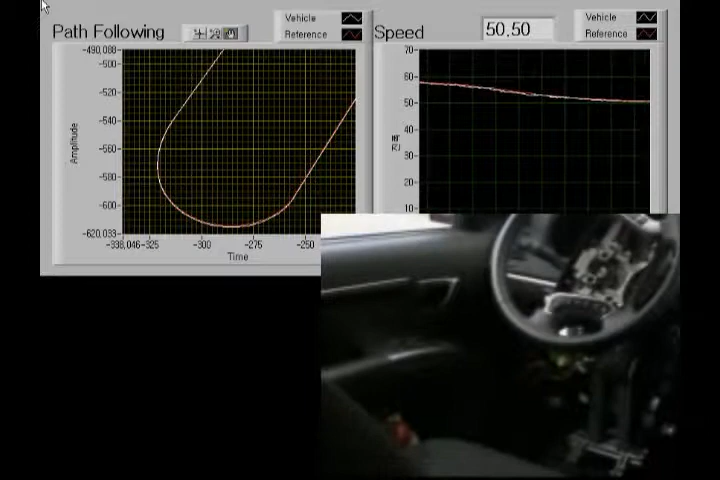 Path Following
Vehicle
Reference
Speed
50,50
Vehicle
Reference
-490,088
-500
-520
-540
-560
-580
-600
-620,033
Amplitude
-338,046
-325
-300
-275
-250
Time
70
60
50
40
30
20
10